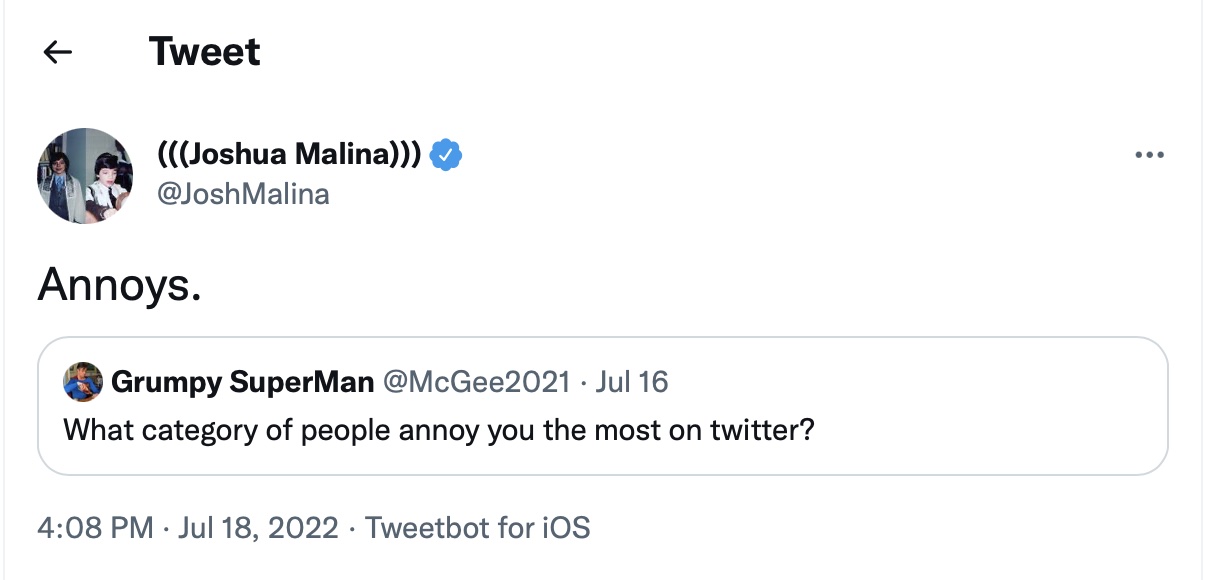 Tweet
(((Joshua Malina)))
@JoshMalina
Annoys.
Grumpy SuperMan @McGee2021 · Jul 16
What category of people annoy you the most on twitter?
4:08 PM · Jul 18, 2022 · Tweetbot for iOS